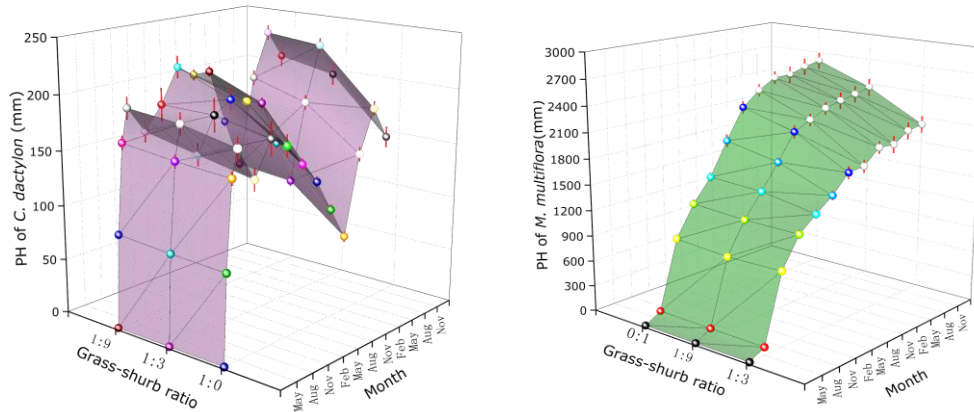 PH of C. dactylon (mm)
250
200
150
100
50
0
1:9
1:3
1:0
Grass-shurb ratio
May
Aug
Nov
Feb
May
Aug
Nov
Feb
May
Aug
Nov
Month
PH of M. multiflora(mm)
3000
2700
2400
2100
1800
1500
1200
900
600
300
0
0:1
1:9
1:3
Grass-shurb ratio
May
Aug
Nov
Feb
May
Aug
Nov
Feb
May
Aug
Nov
Month